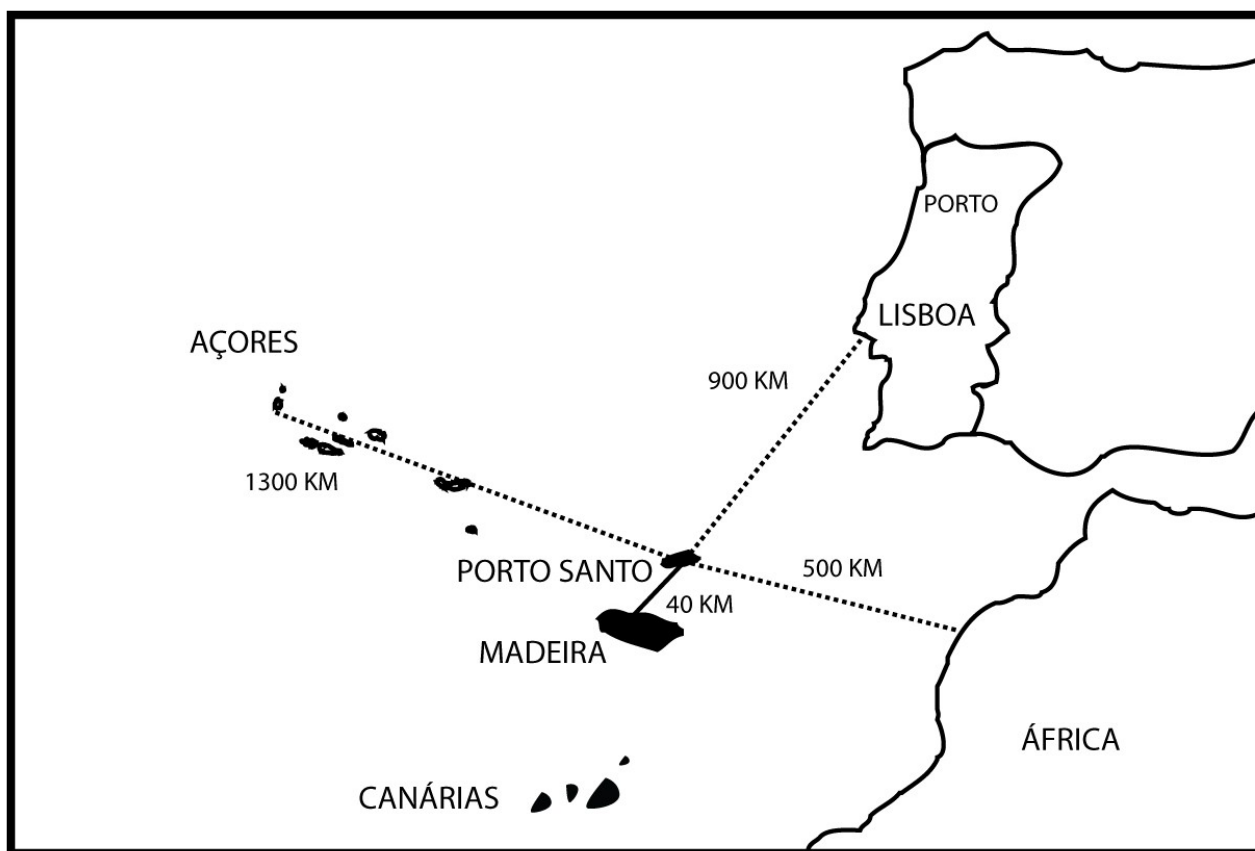 PORTO
LISBOA
AÇORES
900 KM
1300 KM
PORTO SANTO
500 KM
40 KM
MADEIRA
ÁFRICA
CANÁRIAS